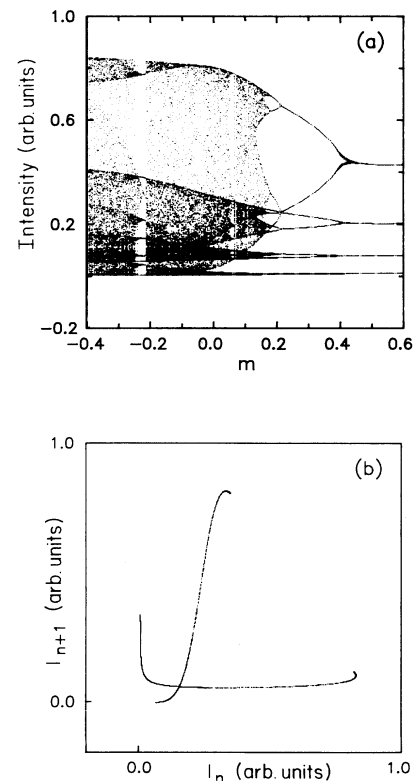 (a)
Intensity (arb. units)
1.0
0.6
0.2
-0.2
-0.4 -0.2 0.0 0.2 0.4 0.6
m
(b)
I_{n+1} (arb. units)
1.0
0.0
0.0 1.0
I_n (arb. units)